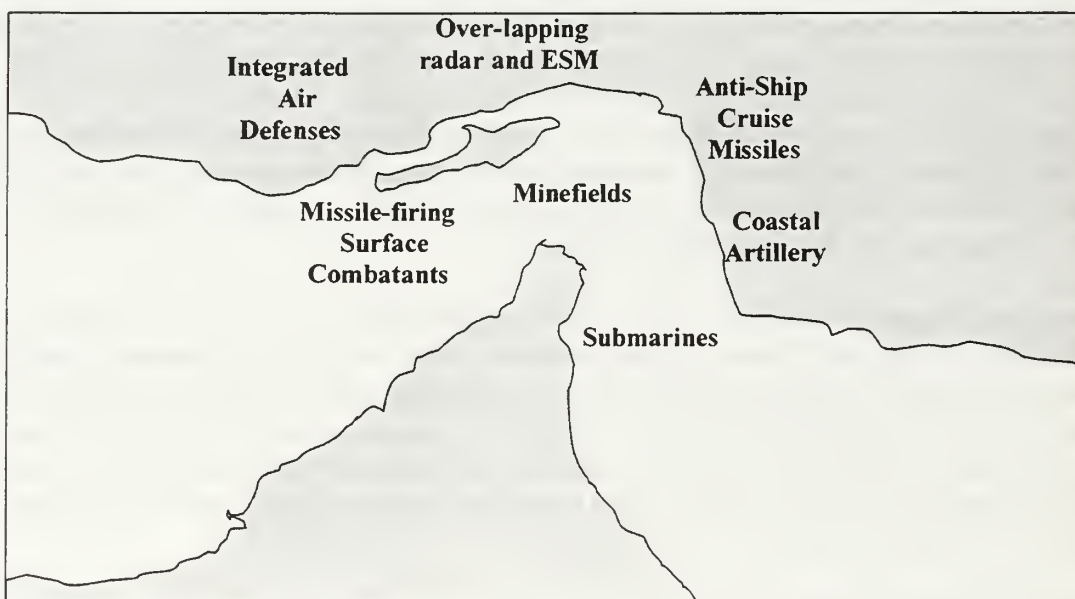 Over-lapping
radar and ESM
Integrated
Air
Defenses
Anti-Ship
Cruise
Missiles
Minefields
Missile-firing
Surface
Combatants
Coastal
Artillery
Submarines